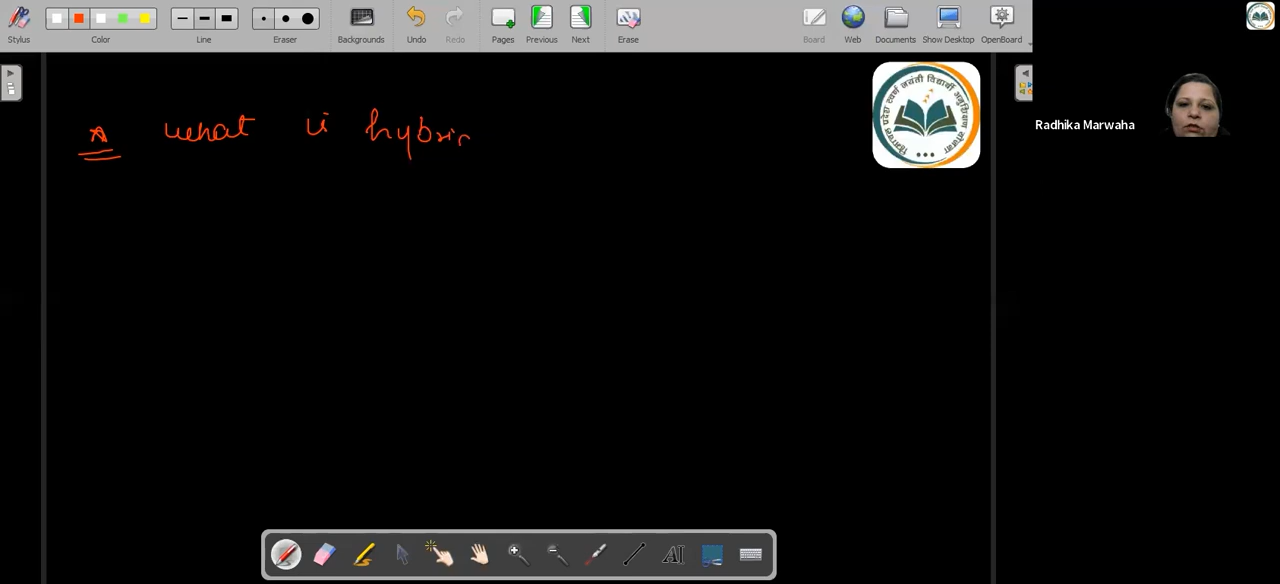 Stylus Color Line Eraser Backgrounds Undo Redo Pages Previous Next Erase Board Web Documents Show Desktop OpenBoard
Radhika Marwaha
what is hybri
AI